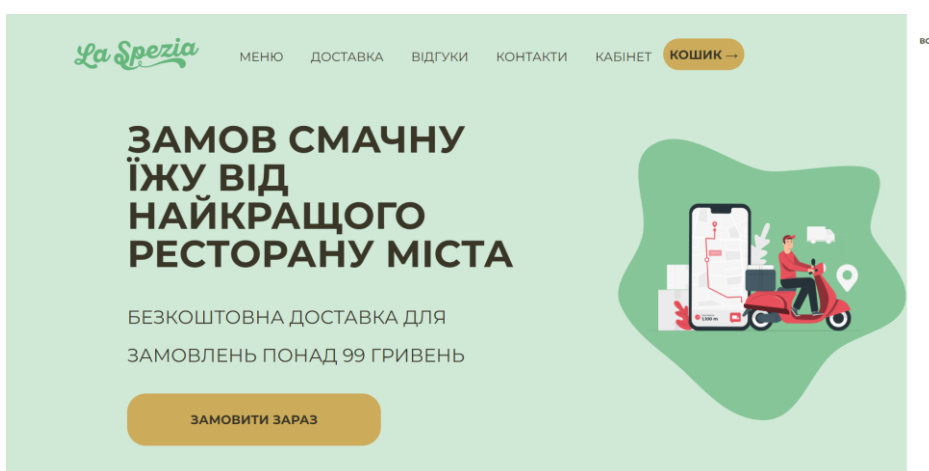 La Spezia
МЕНЮ ДОСТАВКА ВІДГУКИ КОНТАКТИ КАБІНЕТ КОШИК →
ЗАМОВ СМАЧНУ
ЇЖУ ВІД
НАЙКРАЩОГО
РЕСТОРАНУ МІСТА
БЕЗКОШТОВНА ДОСТАВКА ДЛЯ
ЗАМОВЛЕНЬ ПОНАД 99 ГРИВЕНЬ
ЗАМОВИТИ ЗАРАЗ